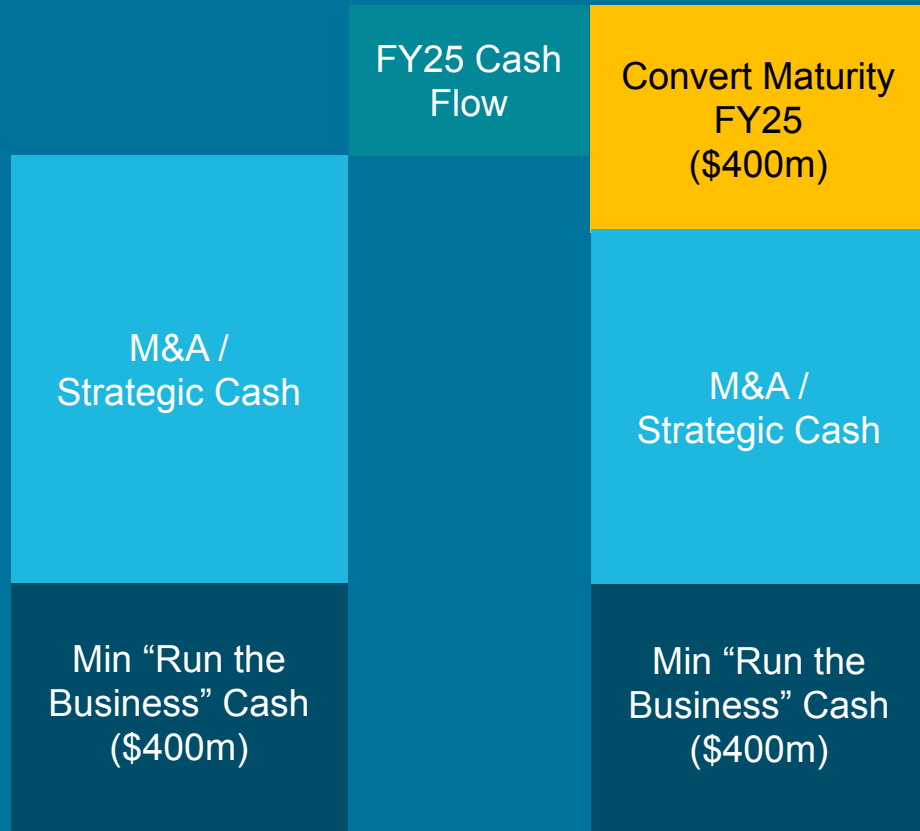 FY25 Cash
Flow
Convert Maturity
FY25
($400m)
M&A /
Strategic Cash
M&A /
Strategic Cash
Min “Run the
Business” Cash
($400m)
Min “Run the
Business” Cash
($400m)